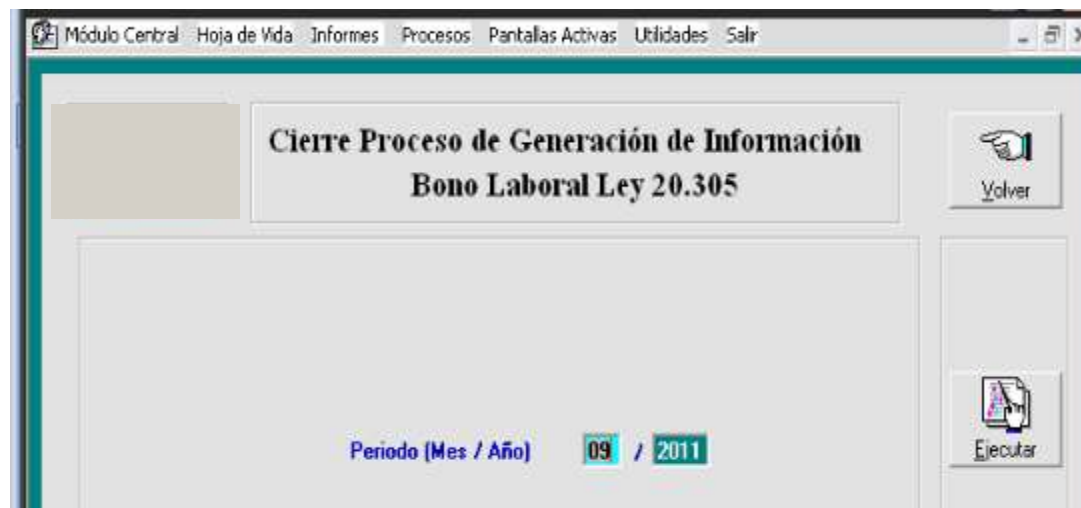 Módulo Central Hoja de Vida Informes Procesos Pantallas Activas Utilidades Salir
Cierre Proceso de Generación de Información
Bono Laboral Ley 20.305
Volver
Periodo (Mes / Año) 09 / 2011
Ejecutar